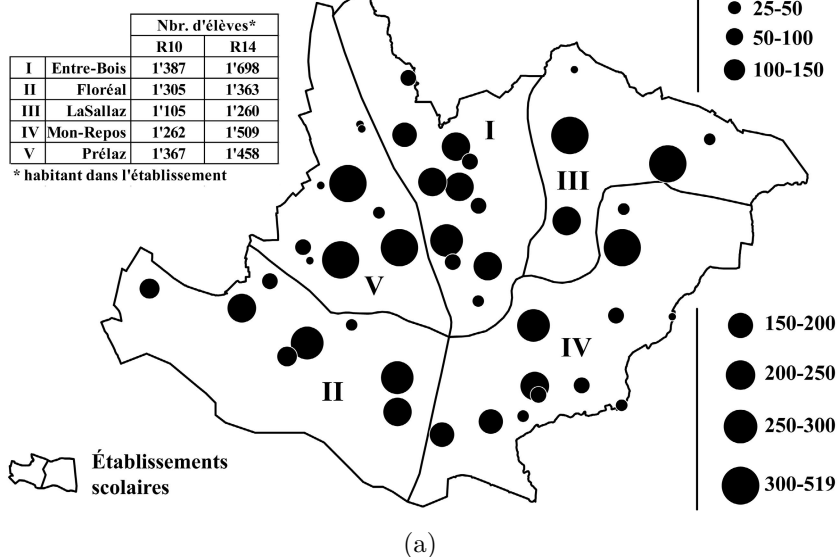 Nbr. d'élèves*
R10 R14
I Entre-Bois 1'387 1'698
II Floréal 1'305 1'363
III LaSallaz 1'105 1'260
IV Mon-Repos 1'262 1'509
V Prélaz 1'367 1'458
* habitant dans l'établissement
25-50
50-100
100-150
I
III
V
IV
II
150-200
200-250
250-300
300-519
Établissements
scolaires
(a)